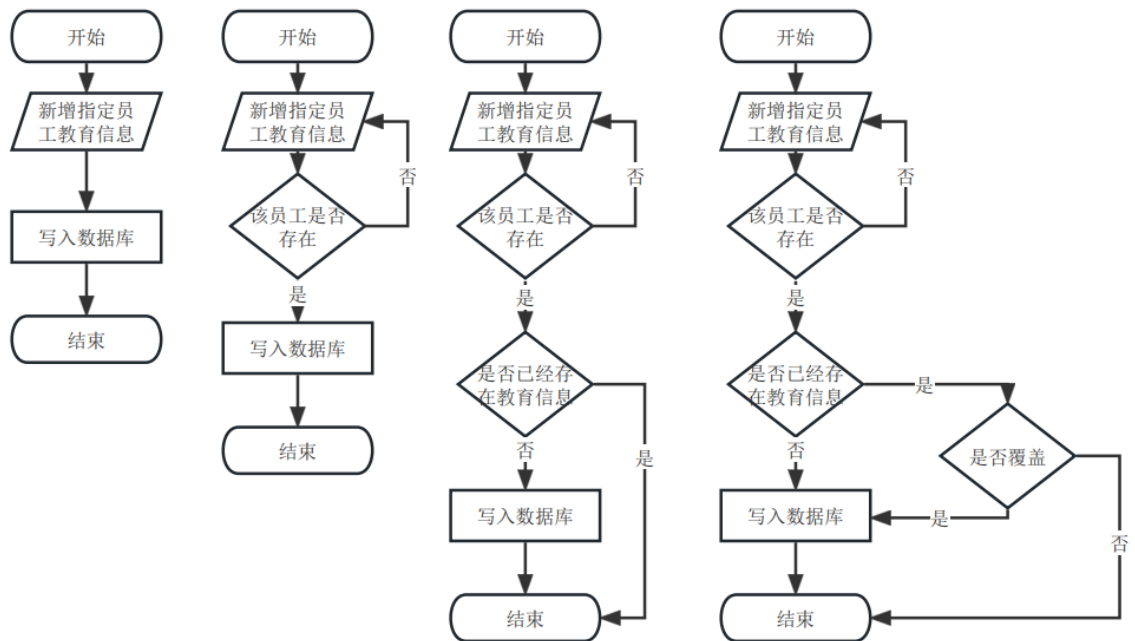 开始
新增指定员
工教育信息
写入数据库
结束
开始
新增指定员
工教育信息
否
该员工是否
存在
是
写入数据库
结束
开始
新增指定员
工教育信息
否
该员工是否
存在
是
是否已经存
在教育信息
否
是
写入数据库
结束
开始
新增指定员
工教育信息
否
该员工是否
存在
是
是否已经存
在教育信息
是
否
是否覆盖
写入数据库
是
否
结束